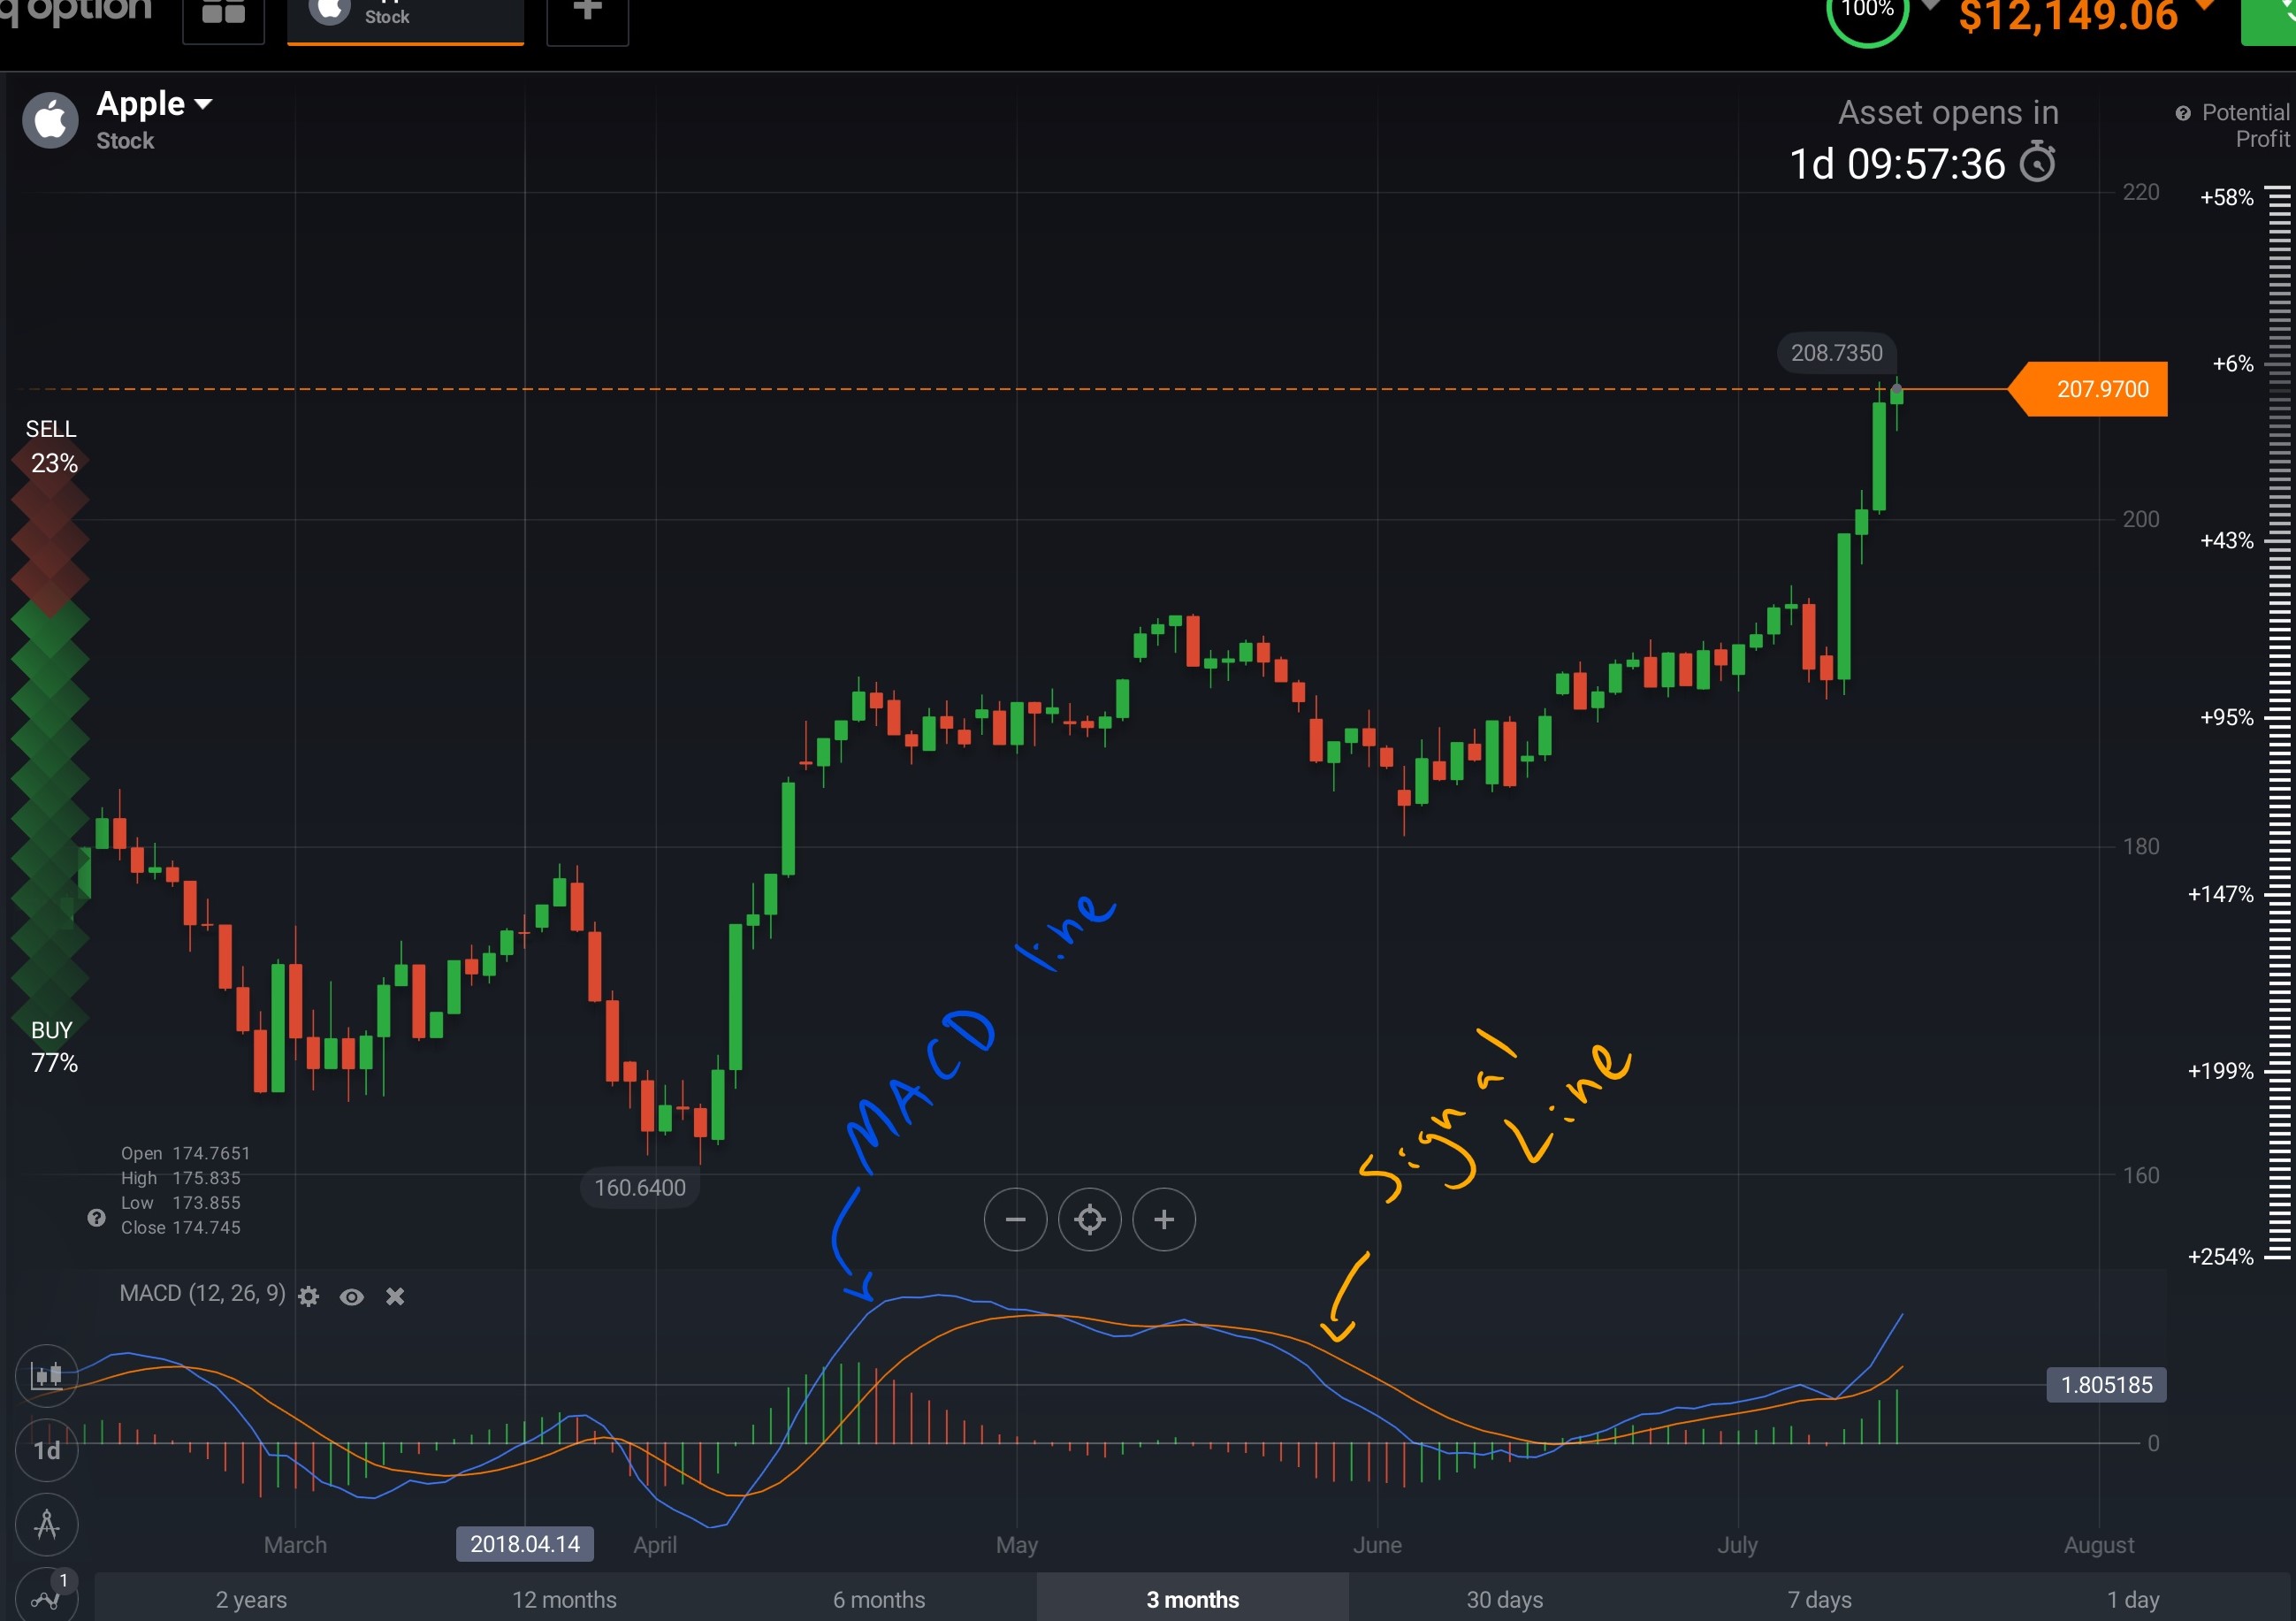 q option
Stock
100%
$12,149.06
Apple
Stock
Asset opens in
1d 09:57:36
Potential
Profit
220
+58%
208.7350
+6%
207.9700
SELL
23%
200
+43%
+95%
180
+147%
MACD line
Signal
Line
BUY
77%
+199%
Open 174.7651
High 175.835
Low 173.855
Close 174.745
160.6400
160
+254%
MACD (12, 26, 9)
1.805185
1d
0
March
2018.04.14
April
May
June
July
August
1
2 years
12 months
6 months
3 months
30 days
7 days
1 day